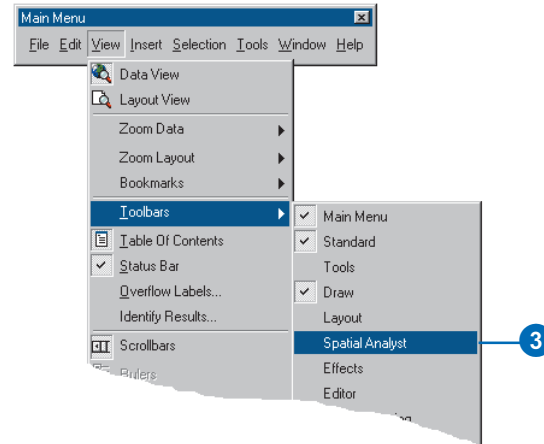 Main Menu
File Edit View Insert Selection Tools Window Help
Data View
Layout View
Zoom Data
Zoom Layout
Bookmarks
Toolbars
Table Of Contents
Status Bar
Overflow Labels...
Identify Results...
Scrollbars
Rulers
Main Menu
Standard
Tools
Draw
Layout
Spatial Analyst
3
Effects
Editor